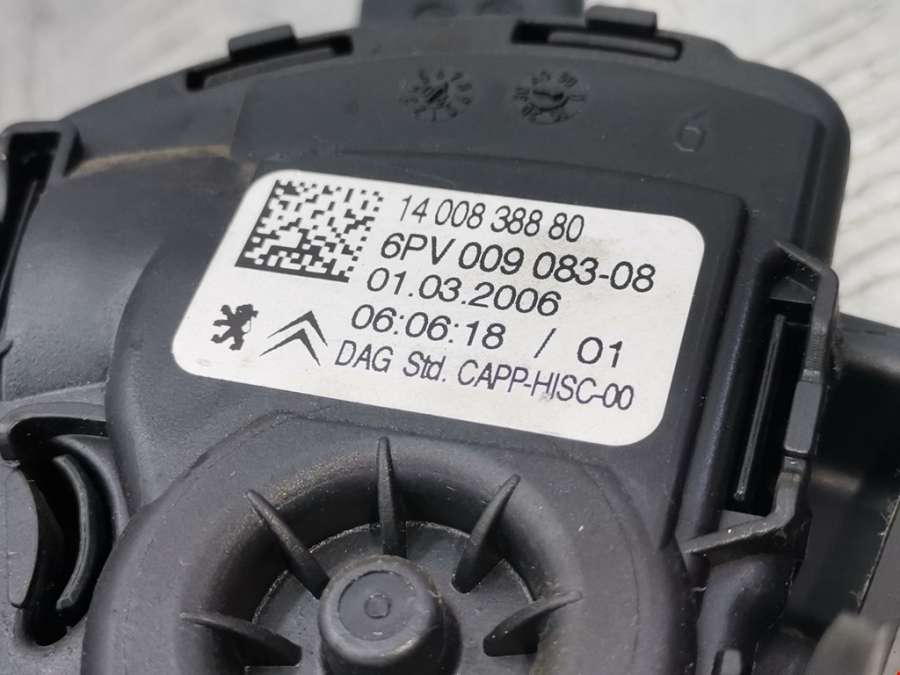 6
14 008 388 80
6PV 009 083-08
01.03.2006
06:06:18 / 01
DAG Std. CAPP-HISC-00